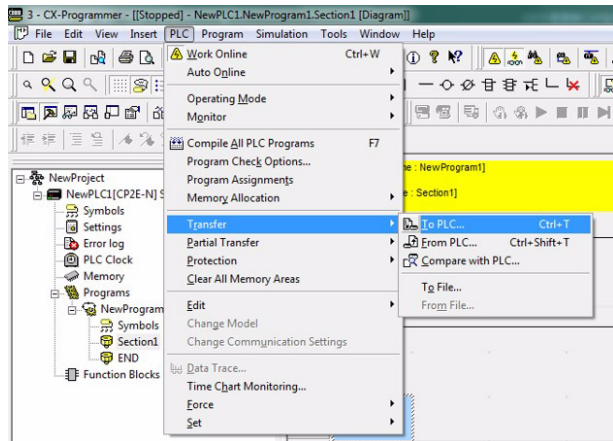 3 - CX-Programmer - [[Stopped] - NewPLC1.NewProgram1.Section1 [Diagram]]
File Edit View Insert PLC Program Simulation Tools Window Help
Work Online Ctrl+W
Auto Online
Operating Mode
Monitor
Compile All PLC Programs F7
Program Check Options...
Program Assignments
Memory Allocation
Transfer
Partial Transfer
Protection
Clear All Memory Areas
Edit
Change Model
Change Communication Settings
Data Trace...
Time Chart Monitoring...
Force
Set
To PLC... Ctrl+T
From PLC... Ctrl+Shift+T
Compare with PLC...
To File...
From File...
NewProject
NewPLC1[CP2E-N] S
Symbols
Settings
Error log
PLC Clock
Memory
Programs
NewProgram
Symbols
Section1
END
Function Blocks
: NewProgram1]
: Section1]